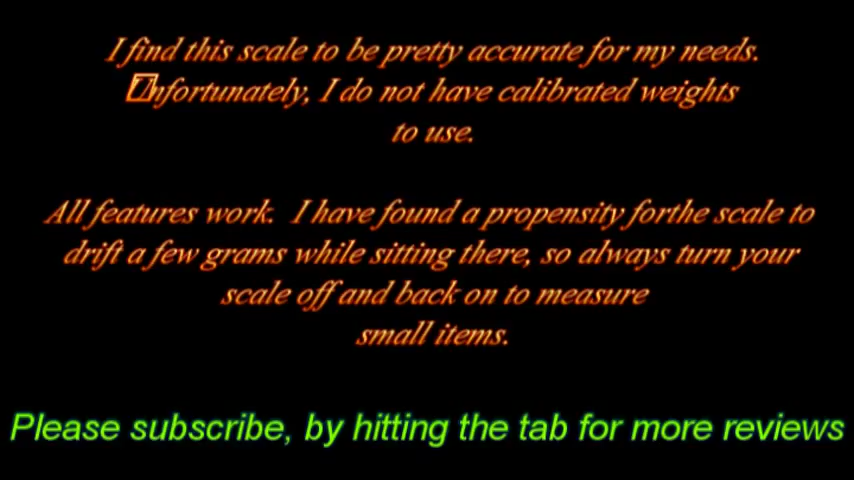 I find this scale to be pretty accurate for my needs.
Unfortunately, I do not have calibrated weights
to use.
All features work. I have found a propensity forthe scale to
drift a few grams while sitting there, so always turn your
scale off and back on to measure
small items.
Please subscribe, by hitting the tab for more reviews